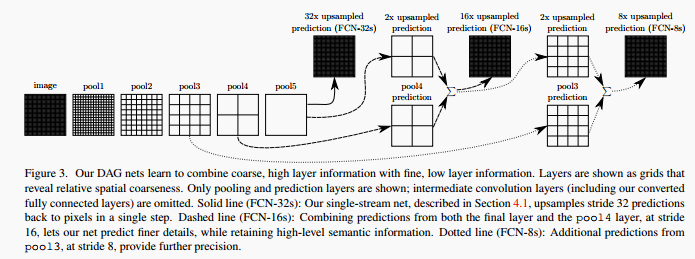 32x upsampled
prediction (FCN-32s)
2x upsampled
prediction
16x upsampled
prediction (FCN-16s)
2x upsampled
prediction
8x upsampled
prediction (FCN-8s)
image
pool1
pool2
pool3
pool4
pool5
pool4
prediction
pool3
prediction
Σ
Σ
Figure 3. Our DAG nets learn to combine coarse, high layer information with fine, low layer information. Layers are shown as grids that
reveal relative spatial coarseness. Only pooling and prediction layers are shown; intermediate convolution layers (including our converted
fully connected layers) are omitted. Solid line (FCN-32s): Our single-stream net, described in Section 4.1, upsamples stride 32 predictions
back to pixels in a single step. Dashed line (FCN-16s): Combining predictions from both the final layer and the pool4 layer, at stride
16, lets our net predict finer details, while retaining high-level semantic information. Dotted line (FCN-8s): Additional predictions from
pool3, at stride 8, provide further precision.